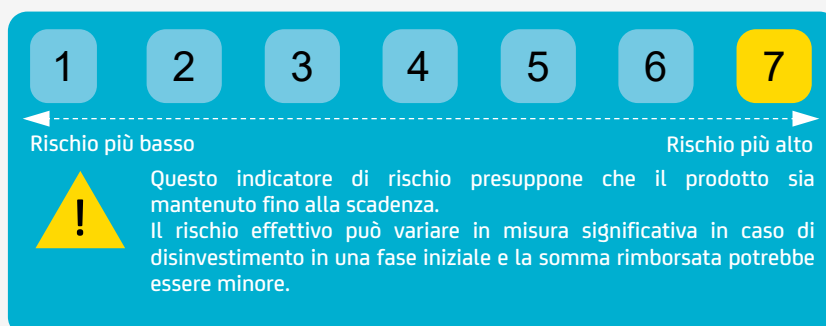 1 2 3 4 5 6 7
Rischio più basso Rischio più alto
Questo indicatore di rischio presuppone che il prodotto sia
mantenuto fino alla scadenza.
Il rischio effettivo può variare in misura significativa in caso di
disinvestimento in una fase iniziale e la somma rimborsata potrebbe
essere minore.
!